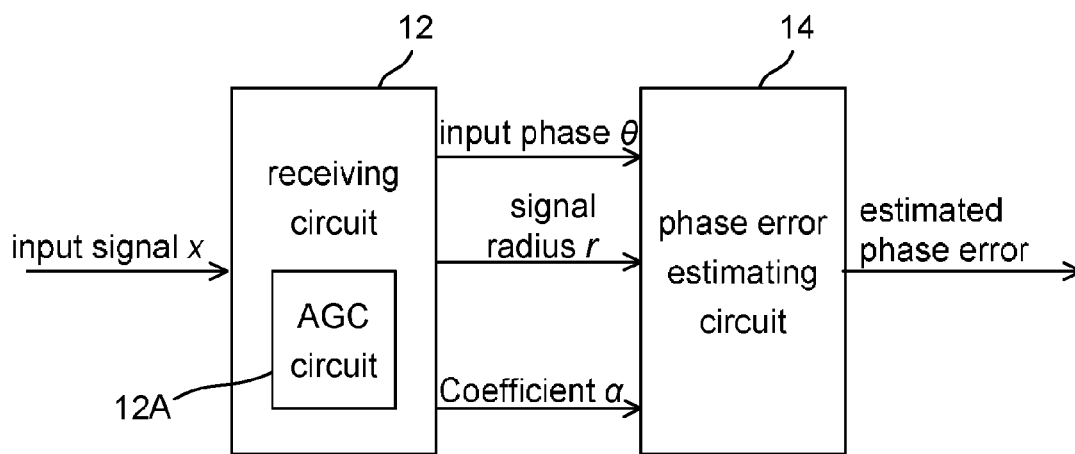 12
14
input phase θ
receiving
circuit
signal
radius r
phase error
estimating
circuit
estimated
phase error
input signal x
AGC
circuit
12A
Coefficient α